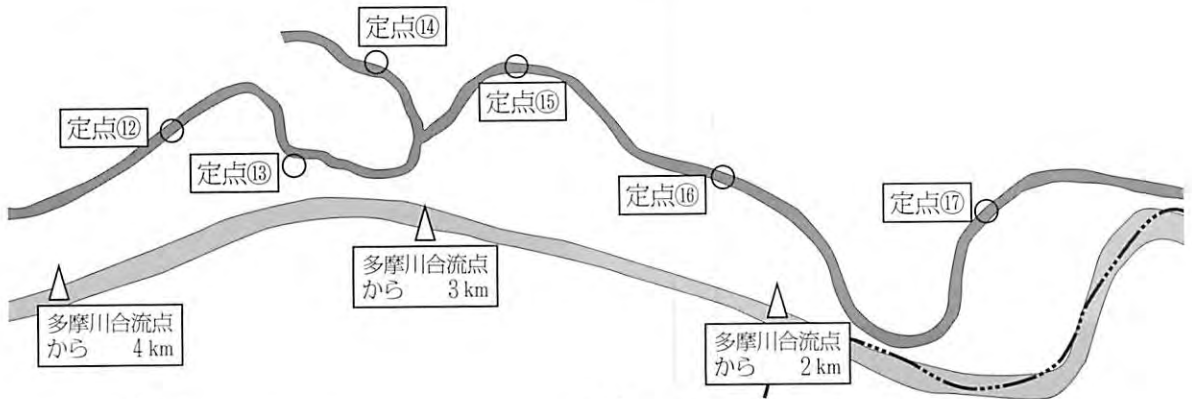 定点⑭
定点⑮
定点⑫
定点⑬
定点⑯
定点⑰
多摩川合流点
から 3 km
多摩川合流点
から 4 km
多摩川合流点
から 2 km